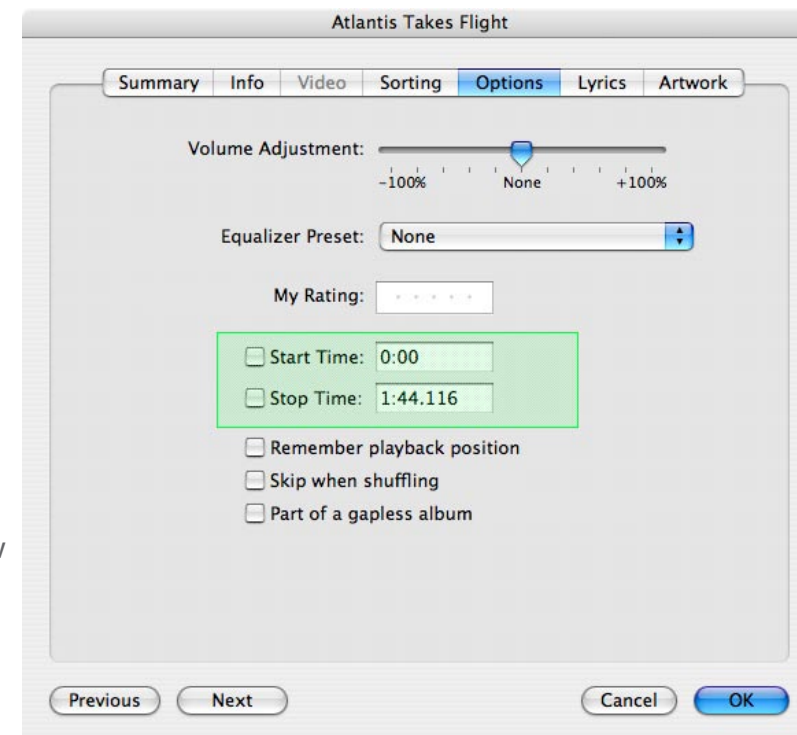 Atlantis Takes Flight
Summary Info Video Sorting Options Lyrics Artwork
Volume Adjustment:
-100% None +100%
Equalizer Preset: None
My Rating:
Start Time: 0:00
Stop Time: 1:44.116
Remember playback position
Skip when shuffling
Part of a gapless album
Previous Next Cancel OK